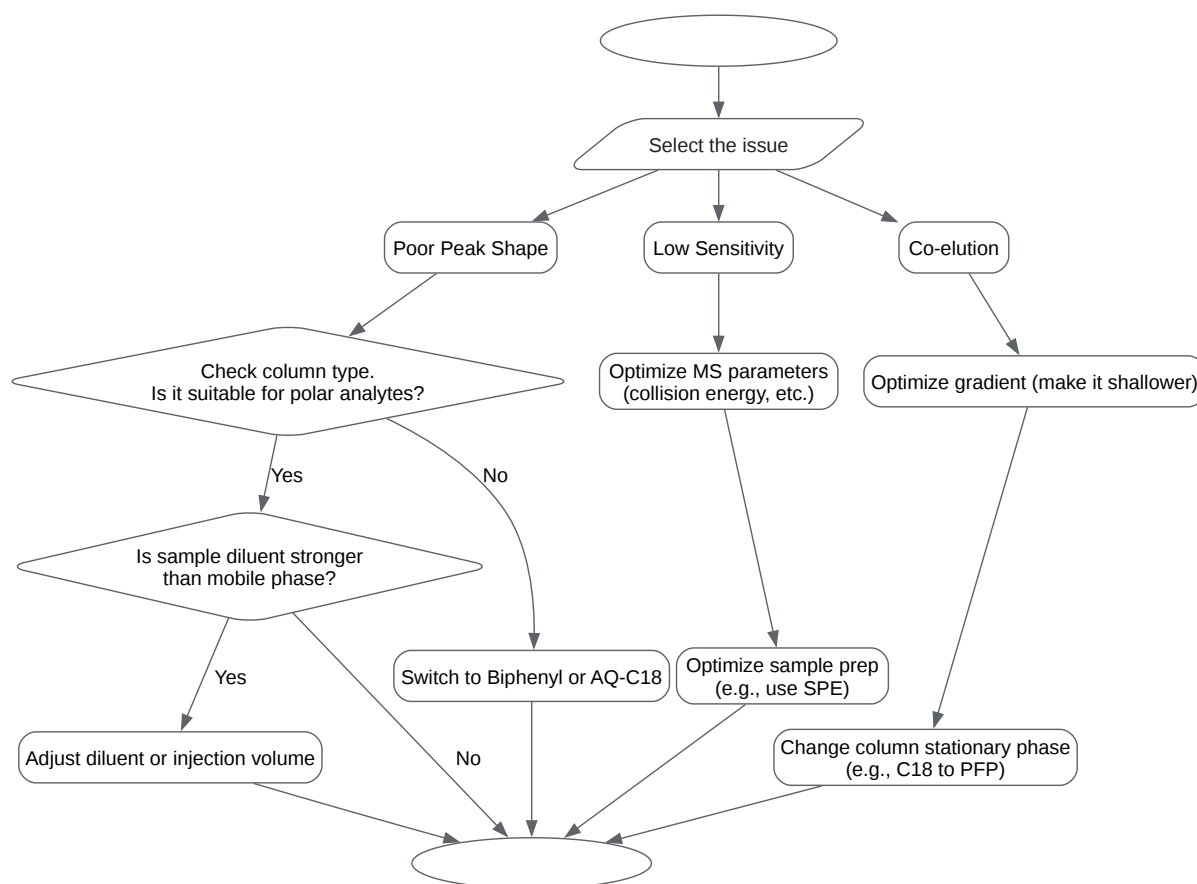 Select the issue
Poor Peak Shape
Low Sensitivity
Co-elution
Check column type.
Is it suitable for polar analytes?
Optimize MS parameters
(collision energy, etc.)
Optimize gradient (make it shallower)
Yes
No
Is sample diluent stronger
than mobile phase?
Yes
Switch to Biphenyl or AQ-C18
Optimize sample prep
(e.g., use SPE)
Adjust diluent or injection volume
No
Change column stationary phase
(e.g., C18 to PFP)